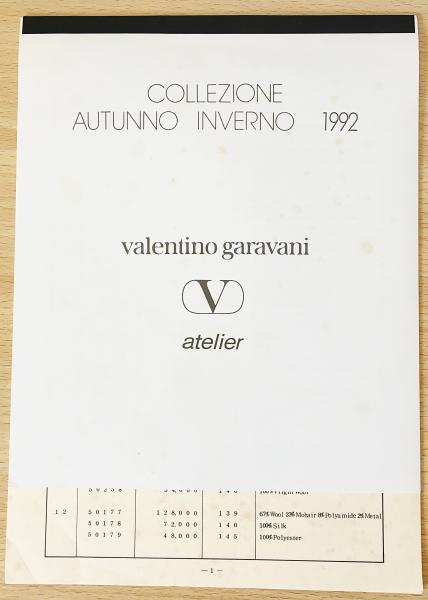 COLLEZIONE
AUTUNNO INVERNO 1992
valentino garavani
V
atelier
12 50177 128,000 139 67%Wool 23%Mohair 8%Polyamide 2%Metal
50178 72,000 140 100%Silk
50179 48,000 145 100%Polyester
-1-